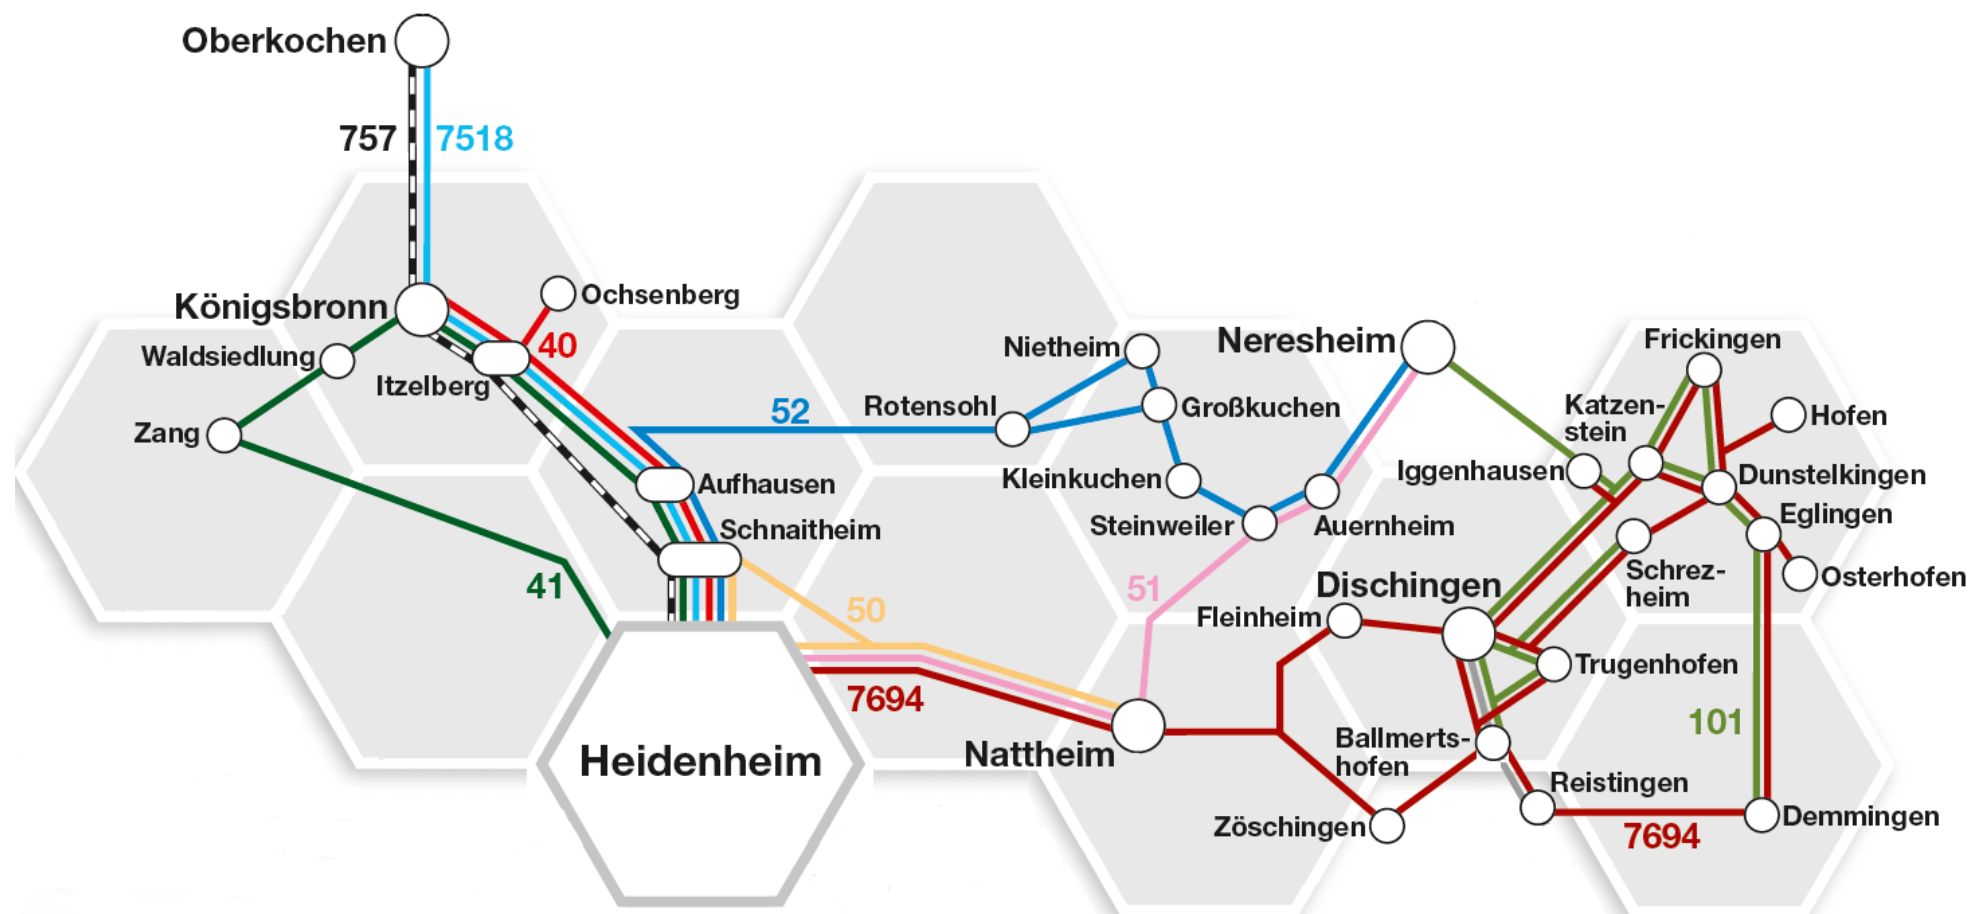 Oberkochen
757
7518
Königsbronn
Ochsenberg
40
Waldsiedlung
Itzelberg
Zang
52
Rotensohl
Nietheim
Großkuchen
Neresheim
Kleinkuchen
Steinweiler
Auernheim
Aufhausen
Schnaitheim
41
50
51
7694
Heidenheim
Nattheim
Frickingen
Katzen-
stein
Hofen
Iggenhausen
Dunstelkingen
Eglingen
Osterhofen
Schrez-
heim
Dischingen
Fleinheim
Trugenhofen
101
Ballmerts-
hofen
Reistingen
Zöschingen
7694
Demmingen